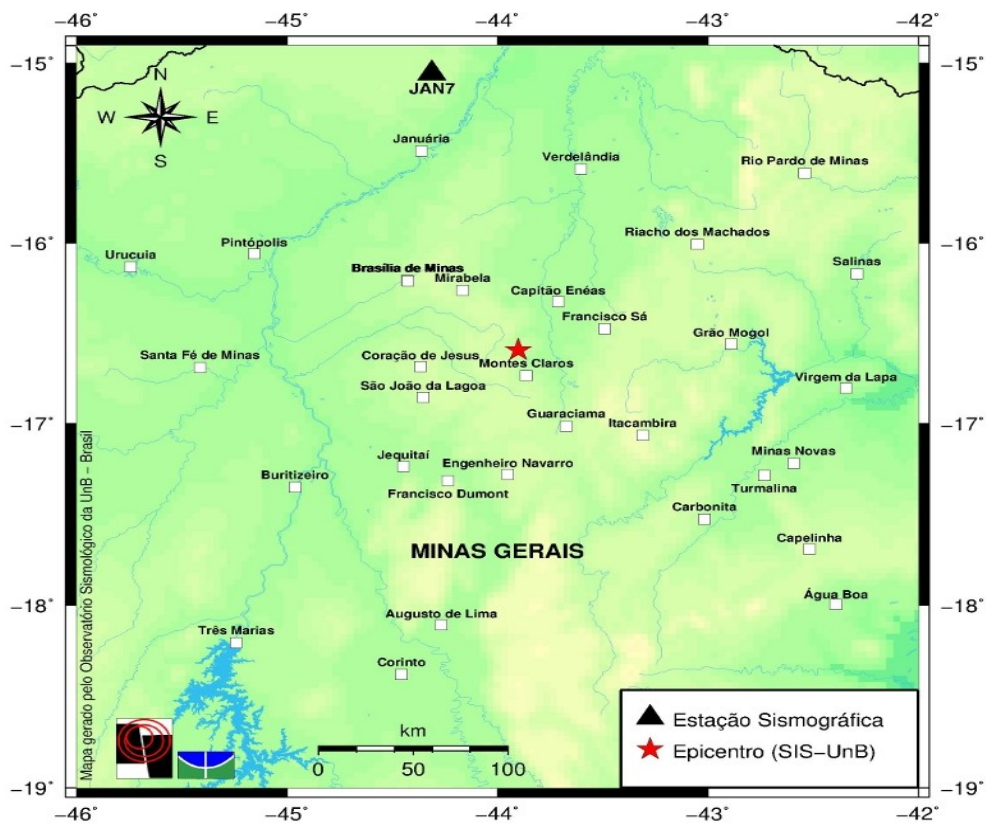 −46˚ −45˚ −44˚ −43˚ −42˚
−15˚ −15˚
N
JAN7
W E
S
Januária
Verdelândia
Rio Pardo de Minas
Riacho dos Machados
−16˚ −16˚
Pintópolis
Urucuia
Salinas
Brasília de Minas
Mirabela
Capitão Enéas
Francisco Sá
Grão Mogol
Santa Fé de Minas
Coração de Jesus
Montes Claros
Virgem da Lapa
São João da Lagoa
Guaraciama
−17˚ −17˚
Itacambira
Jequitaí
Engenheiro Navarro
Minas Novas
Buritizeiro
Francisco Dumont
Turmalina
Carbonita
MINAS GERAIS
Capelinha
−18˚ −18˚
Água Boa
Augusto de Lima
Três Marias
Corinto
Mapa gerado pelo Observatório Sismológico da UnB − Brasil
km
0 50 100
Estação Sismográfica
Epicentro (SIS−UnB)
−19˚ −19˚
−46˚ −45˚ −44˚ −43˚ −42˚